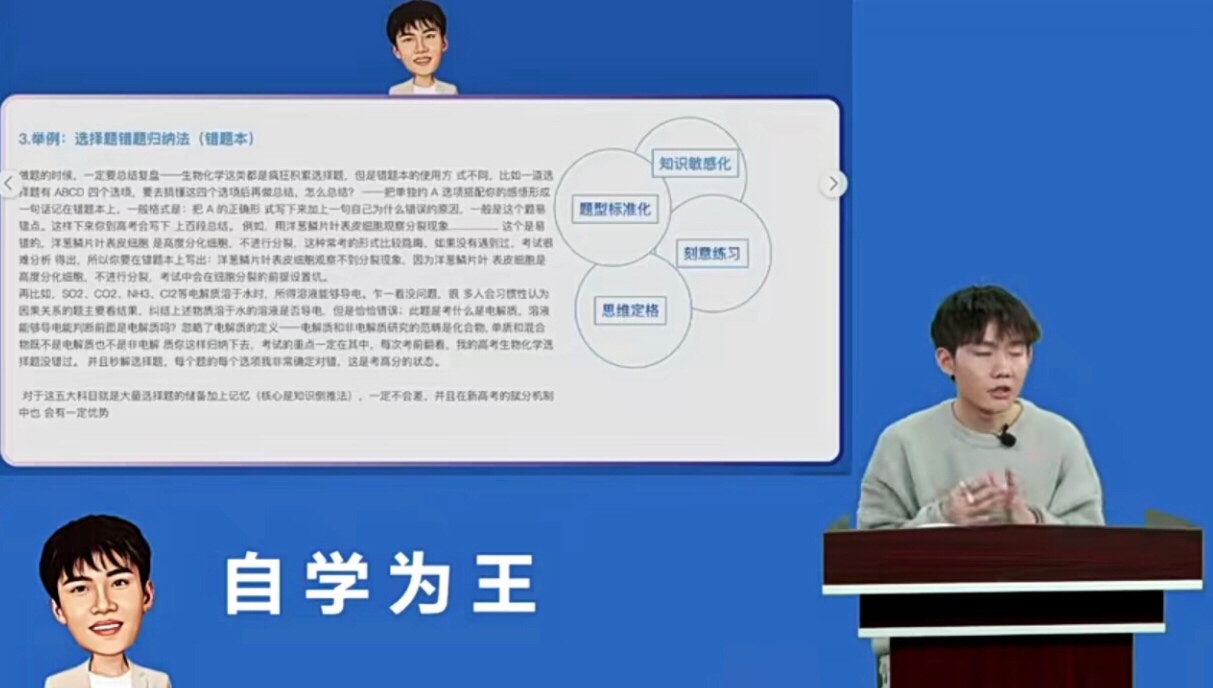 3.举例：选择题错题归纳法（错题本）
做题的时候，一定要总结复盘——生物化学这类都是疯狂积累选择题，但是错题本的使用方 式不同。比如一道选
择题有 ABCD 四个选项，要去搞懂这四个选项后再做总结。怎么总结？ ——把单独的 A 选项搭配你的感悟形成
一句话记在错题本上，一般格式是：把 A 的正确形 式写下来加上一句自己为什么错误的原因，一般是这个题易
错点。这样下来你到高考会写下 上百段总结。 例如，用洋葱鳞片叶表皮细胞观察分裂现象________ 这个是易
错的，洋葱鳞片叶表皮细胞 是高度分化细胞，不进行分裂，这种常考的形式比较隐晦，如果没有遇到过，考试很
难分析 得出，所以你要在错题本上写出：洋葱鳞片叶表皮细胞观察不到分裂现象，因为洋葱鳞片叶 表皮细胞是
高度分化细胞，不进行分裂，考试中会在细胞分裂的前提设置坑。
再比如，SO2、CO2、NH3、Cl2等电解质溶于水时，所得溶液能够导电。乍一看没问题，很 多人会习惯性认为
因果关系的题主要看结果，纠结上述物质溶于水的溶液是否导电，但是恰恰错误；此题是考什么是电解质，溶液
能够导电能判断前面是电解质吗？忽略了电解质的定义——电解质和非电解质研究的范畴是化合物，单质和混合
物既不是电解质也不是非电解 质你这样归纳下去，考试的重点一定在其中，每次考前翻看，我的高考生物化学选
择题没错过。 并且秒解选择题，每个题的每个选项我非常确定对错，这是考高分的状态。
对于这五大科目就是大量选择题的储备加上记忆（核心是知识倒推法），一定不会差，并且在新高考的赋分机制
中也 会有一定优势
知识敏感化
题型标准化
刻意练习
思维定格
自学为王